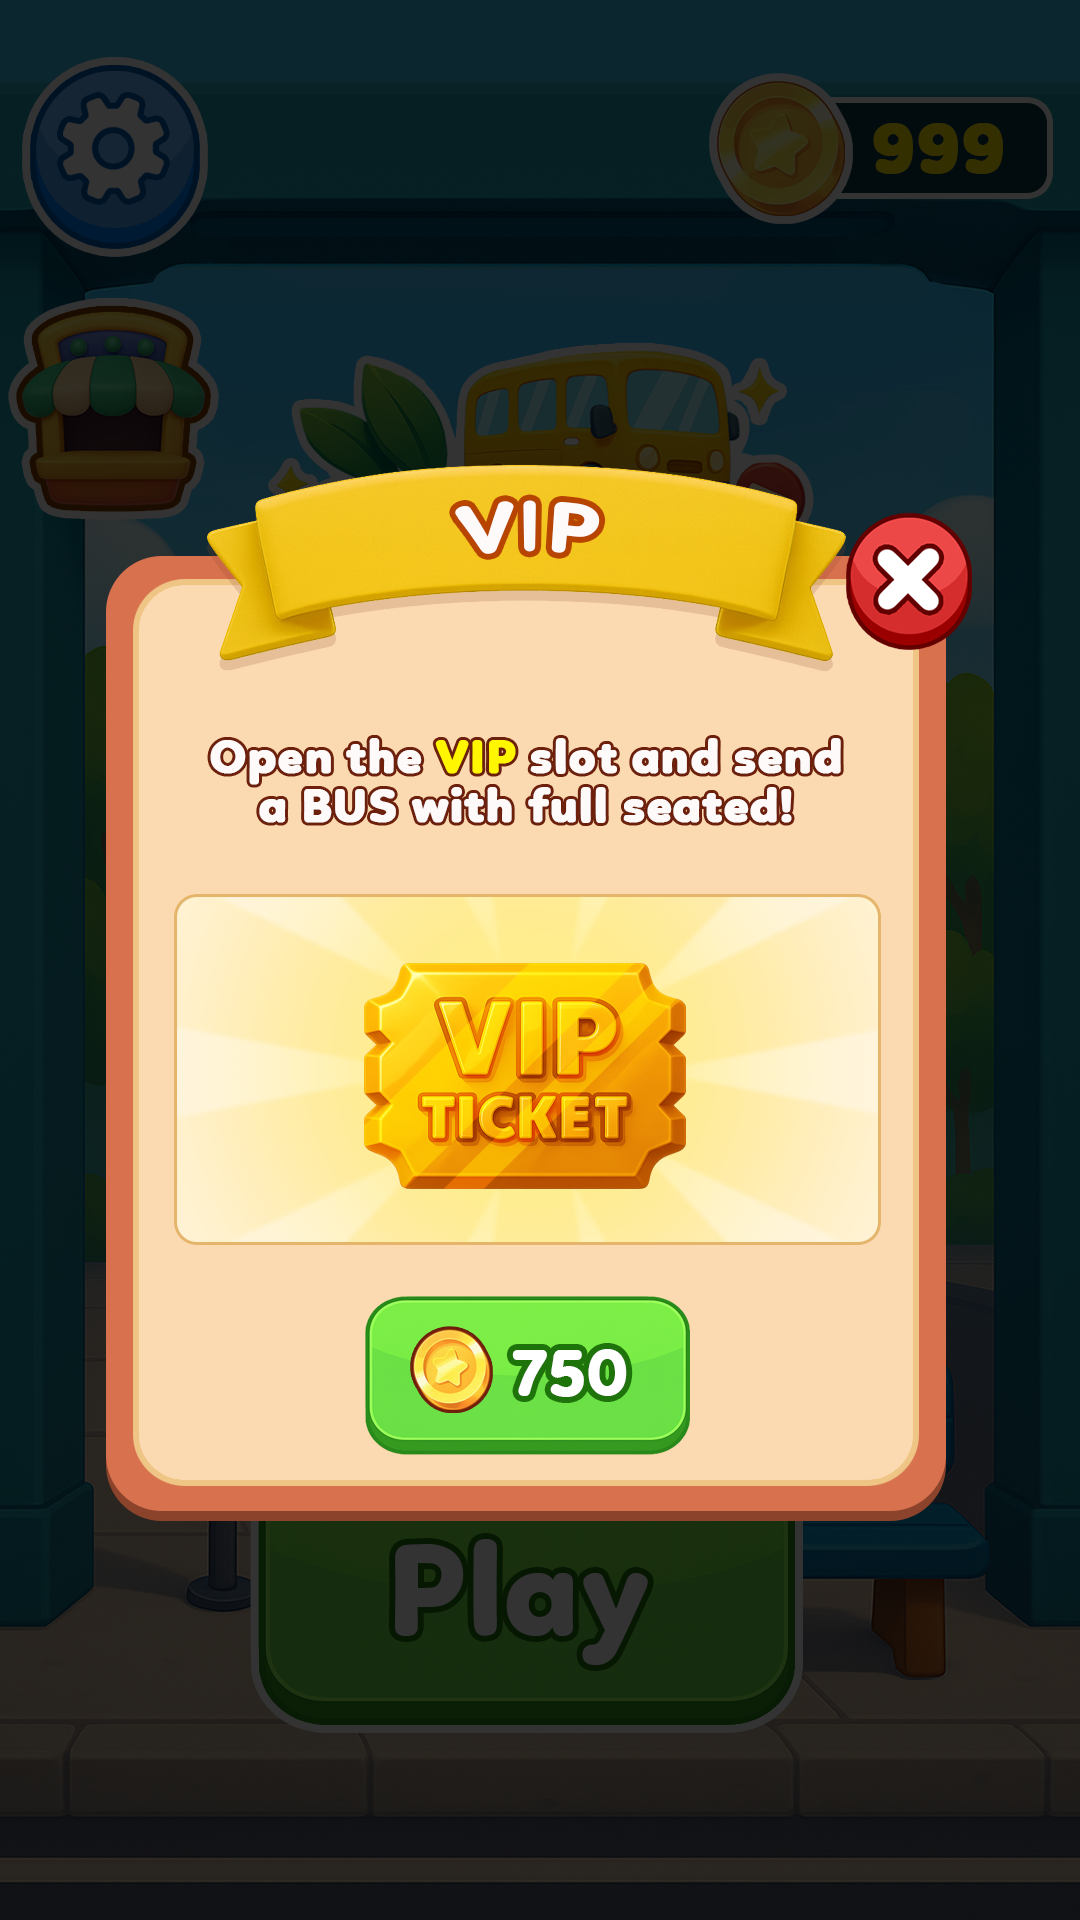 999
VIP
Open the VIP slot and send
a BUS with full seated!
VIP
TICKET
750
Play